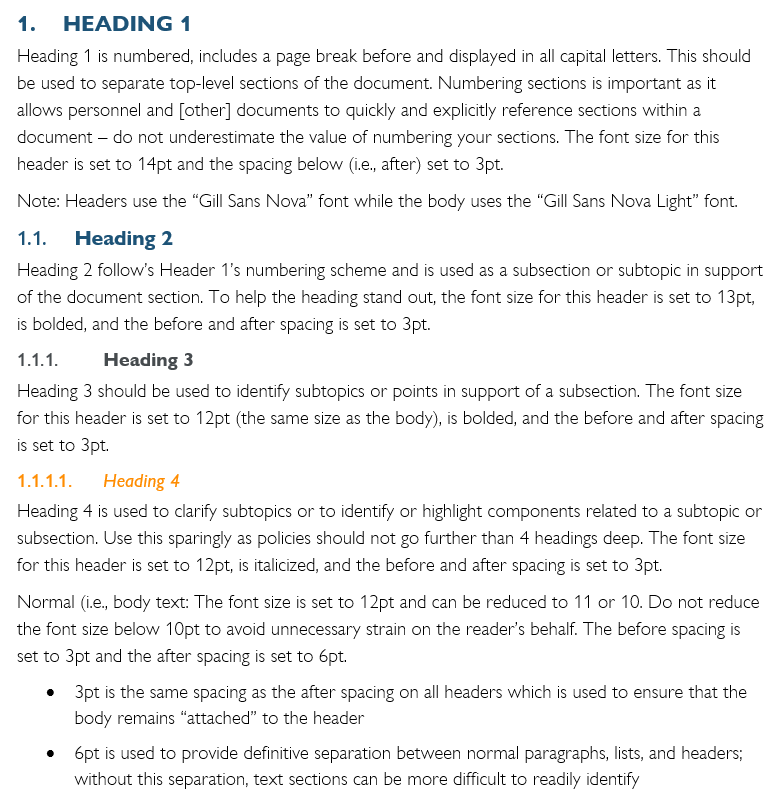 1. HEADING 1
Heading 1 is numbered, includes a page break before and displayed in all capital letters. This should
be used to separate top-level sections of the document. Numbering sections is important as it
allows personnel and [other] documents to quickly and explicitly reference sections within a
document – do not underestimate the value of numbering your sections. The font size for this
header is set to 14pt and the spacing below (i.e., after) set to 3pt.
Note: Headers use the “Gill Sans Nova” font while the body uses the “Gill Sans Nova Light” font.
1.1. Heading 2
Heading 2 follow’s Header 1’s numbering scheme and is used as a subsection or subtopic in support
of the document section. To help the heading stand out, the font size for this header is set to 13pt,
is bolded, and the before and after spacing is set to 3pt.
1.1.1. Heading 3
Heading 3 should be used to identify subtopics or points in support of a subsection. The font size
for this header is set to 12pt (the same size as the body), is bolded, and the before and after spacing
is set to 3pt.
1.1.1.1. Heading 4
Heading 4 is used to clarify subtopics or to identify or highlight components related to a subtopic or
subsection. Use this sparingly as policies should not go further than 4 headings deep. The font size
for this header is set to 12pt, is italicized, and the before and after spacing is set to 3pt.
Normal (i.e., body text: The font size is set to 12pt and can be reduced to 11 or 10. Do not reduce
the font size below 10pt to avoid unnecessary strain on the reader’s behalf. The before spacing is
set to 3pt and the after spacing is set to 6pt.
• 3pt is the same spacing as the after spacing on all headers which is used to ensure that the
body remains “attached” to the header
• 6pt is used to provide definitive separation between normal paragraphs, lists, and headers;
without this separation, text sections can be more difficult to readily identify